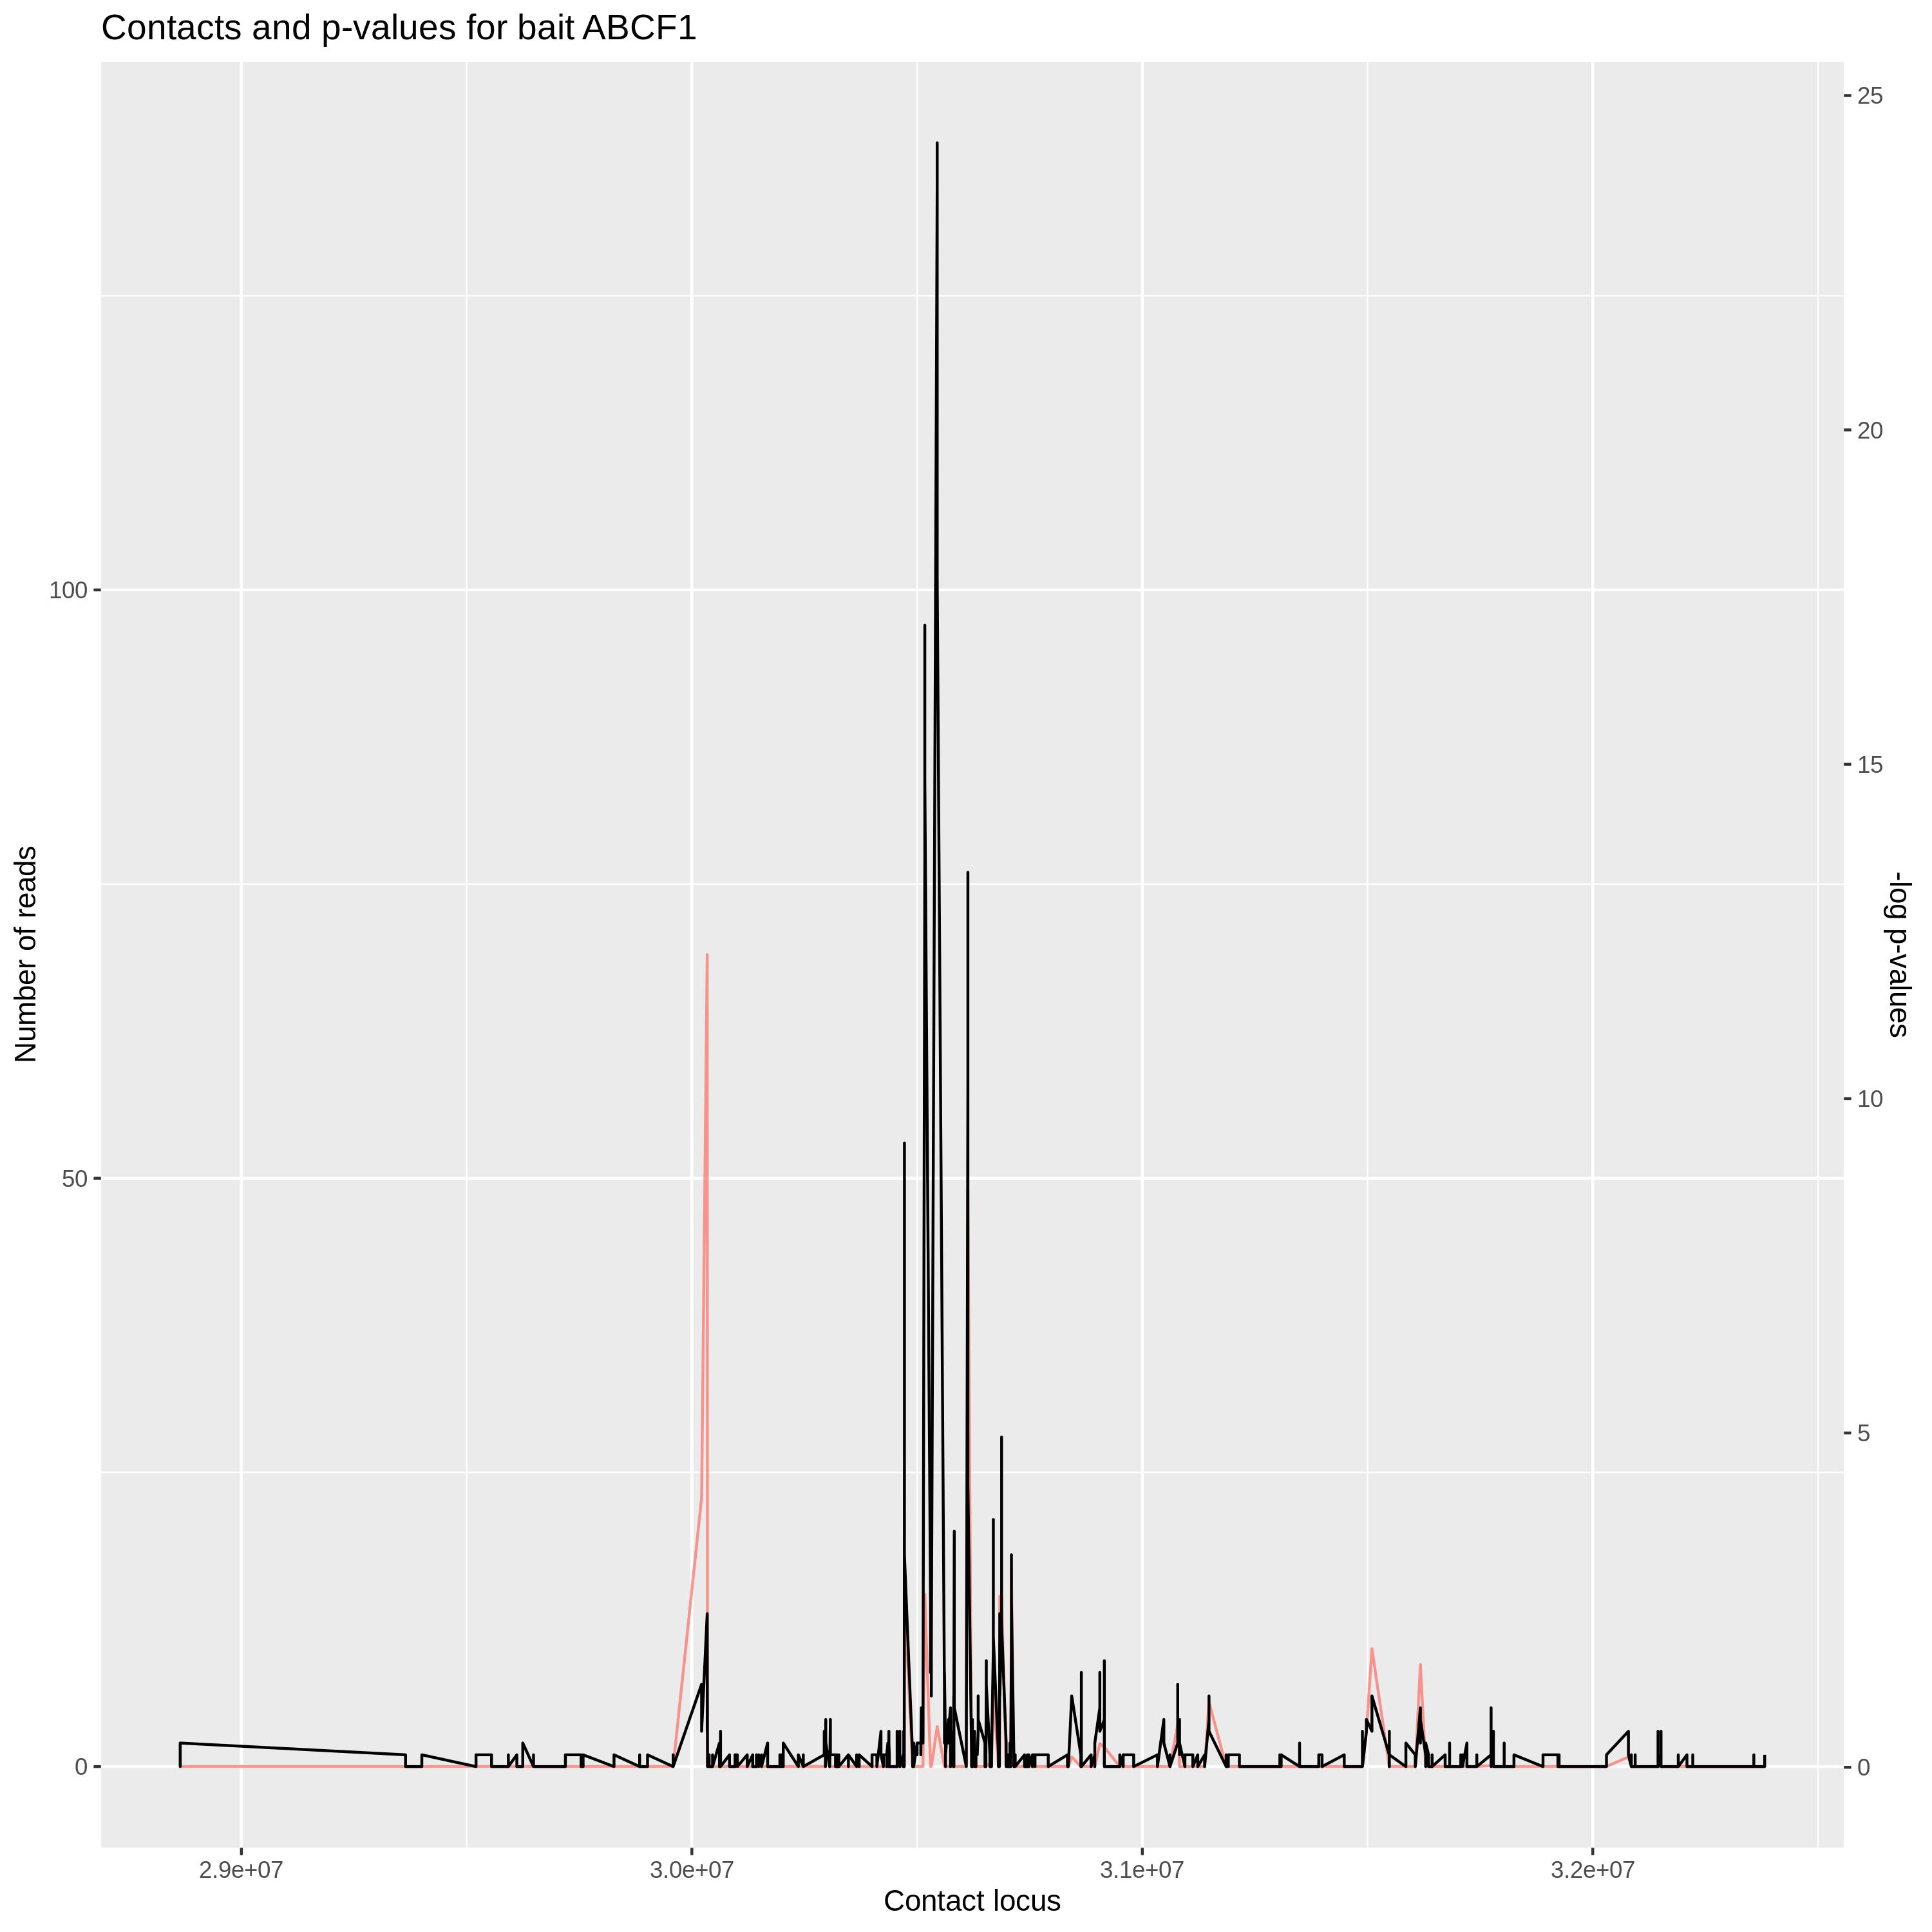 Contacts and p-values for bait ABCF1
25
20
100
15
Number of reads
-log p-values
10
50
5
0
0
2.9e+07
3.0e+07
3.1e+07
3.2e+07
Contact locus